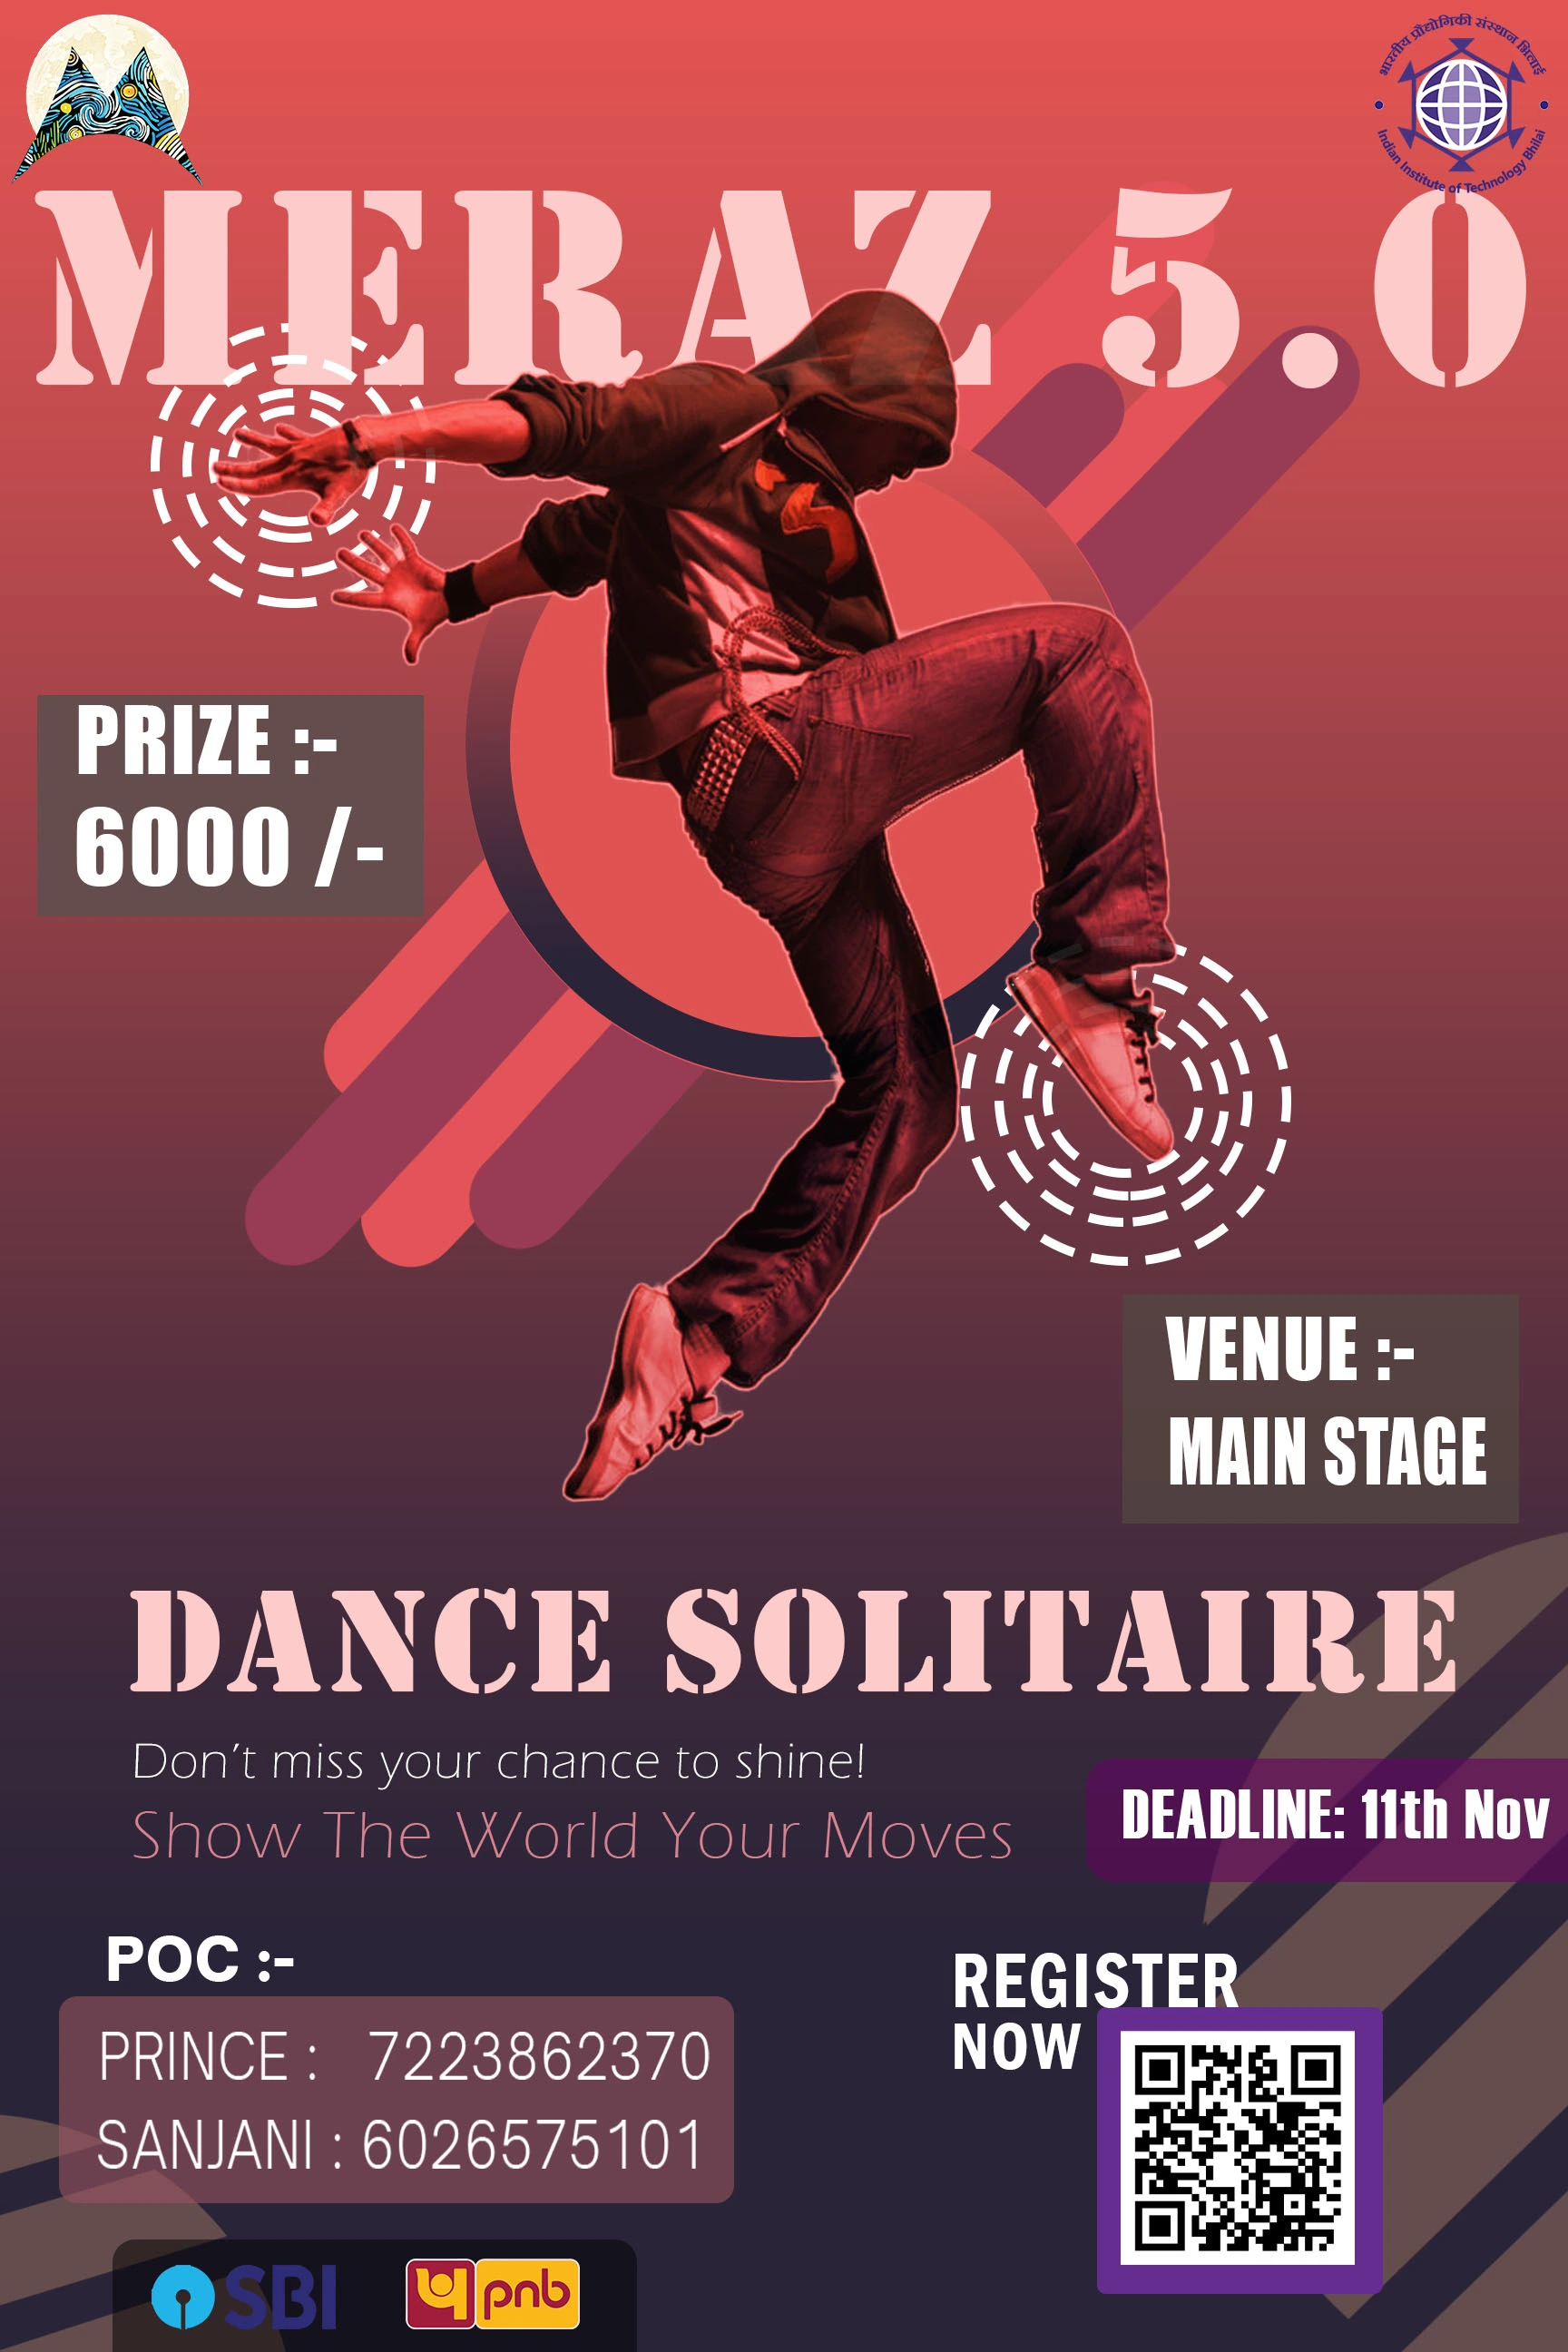 भारतीय प्रौद्योगिकी संस्थान भिलाई
Indian Institute of Technology Bhilai
MERAZ 5.0
PRIZE :-
6000 /-
VENUE :-
MAIN STAGE
DANCE SOLITAIRE
Don't miss your chance to shine!
Show The World Your Moves
DEADLINE: 11th Nov
POC :-
PRINCE : 7223862370
SANJANI : 6026575101
REGISTER
NOW
SBI
pnb